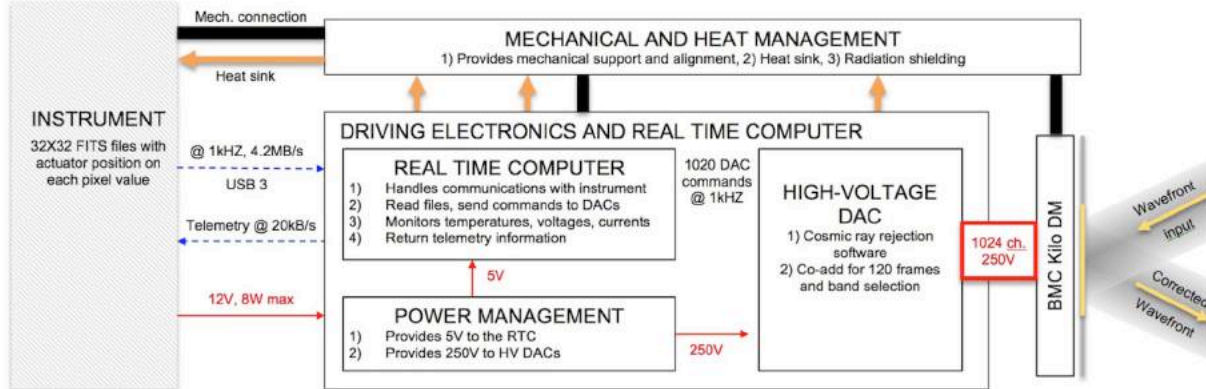 Mech. connection
Heat sink
MECHANICAL AND HEAT MANAGEMENT
1) Provides mechanical support and alignment, 2) Heat sink, 3) Radiation shielding
INSTRUMENT
32X32 FITS files with
actuator position on
each pixel value
@ 1kHZ, 4.2MB/s
USB 3
Telemetry @ 20kB/s
12V, 8W max
DRIVING ELECTRONICS AND REAL TIME COMPUTER
REAL TIME COMPUTER
1) Handles communications with instrument
2) Read files, send commands to DACs
3) Monitors temperatures, voltages, currents
4) Return telemetry information
5V
POWER MANAGEMENT
1) Provides 5V to the RTC
2) Provides 250V to HV DACs
1020 DAC
commands
@ 1kHZ
250V
HIGH-VOLTAGE
DAC
1) Cosmic ray rejection
software
2) Co-add for 120 frames
and band selection
1024 ch.
250V
BMC Kilo DM
Wavefront
input
Corrected
Wavefront